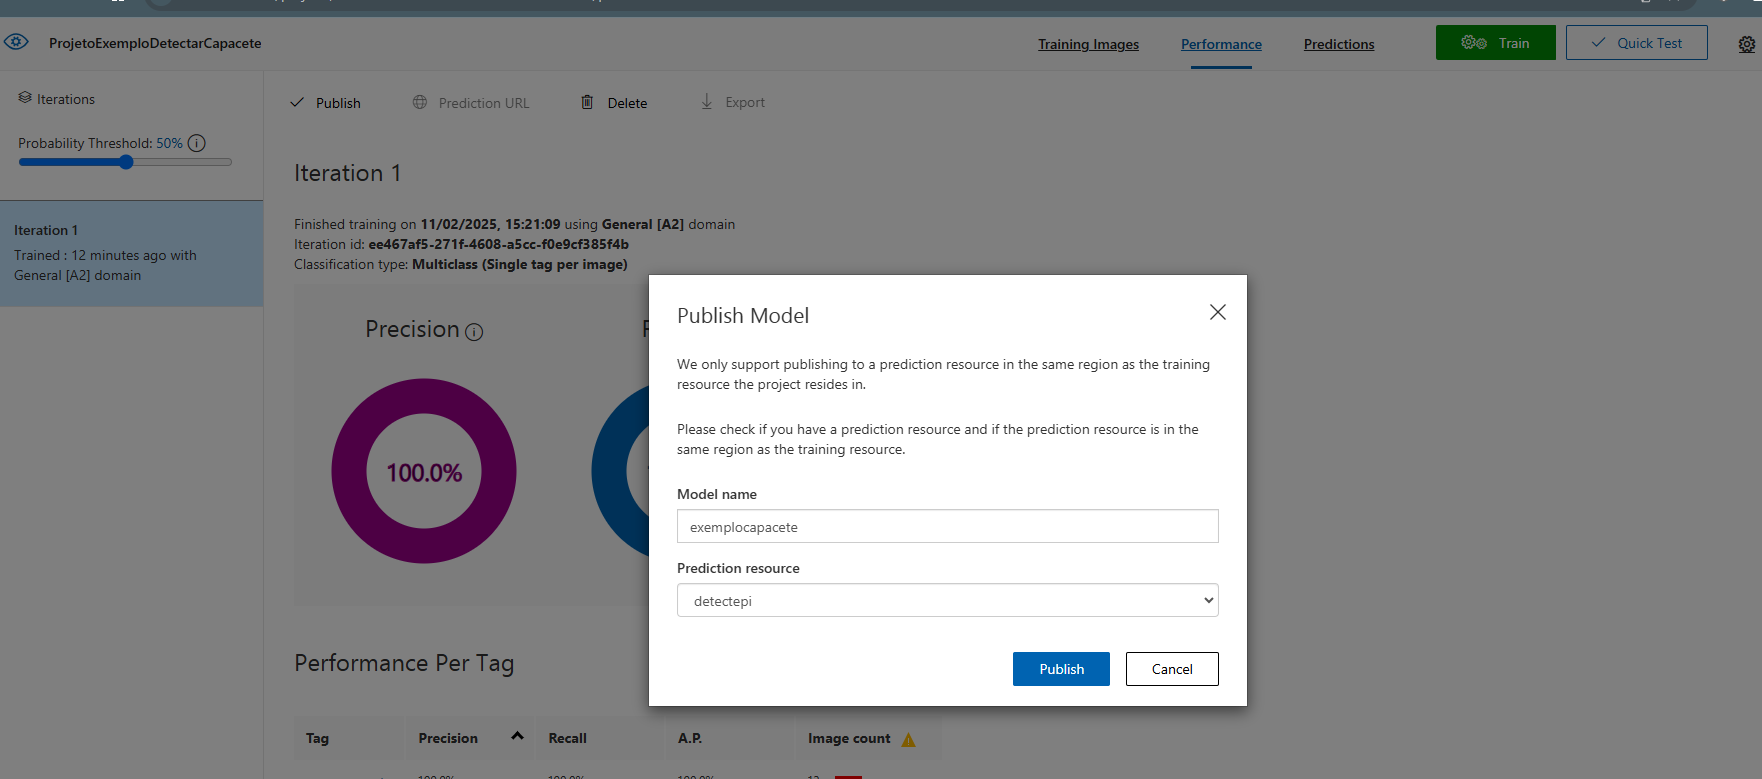 ProjetoExemploDetectarCapacete
Training Images
Performance
Predictions
Train
Quick Test
Iterations
Probability Threshold: 50%
Iteration 1
Trained : 12 minutes ago with
General [A2] domain
Publish
Prediction URL
Delete
Export
Iteration 1
Finished training on 11/02/2025, 15:21:09 using General [A2] domain
Iteration id: ee467af5-271f-4608-a5cc-f0e9cf385f4b
Classification type: Multiclass (Single tag per image)
Precision
100.0%
Publish Model
We only support publishing to a prediction resource in the same region as the training
resource the project resides in.
Please check if you have a prediction resource and if the prediction resource is in the
same region as the training resource.
Model name
exemplocapacete
Prediction resource
detectepi
Publish
Cancel
Performance Per Tag
Tag
Precision
Recall
A.P.
Image count